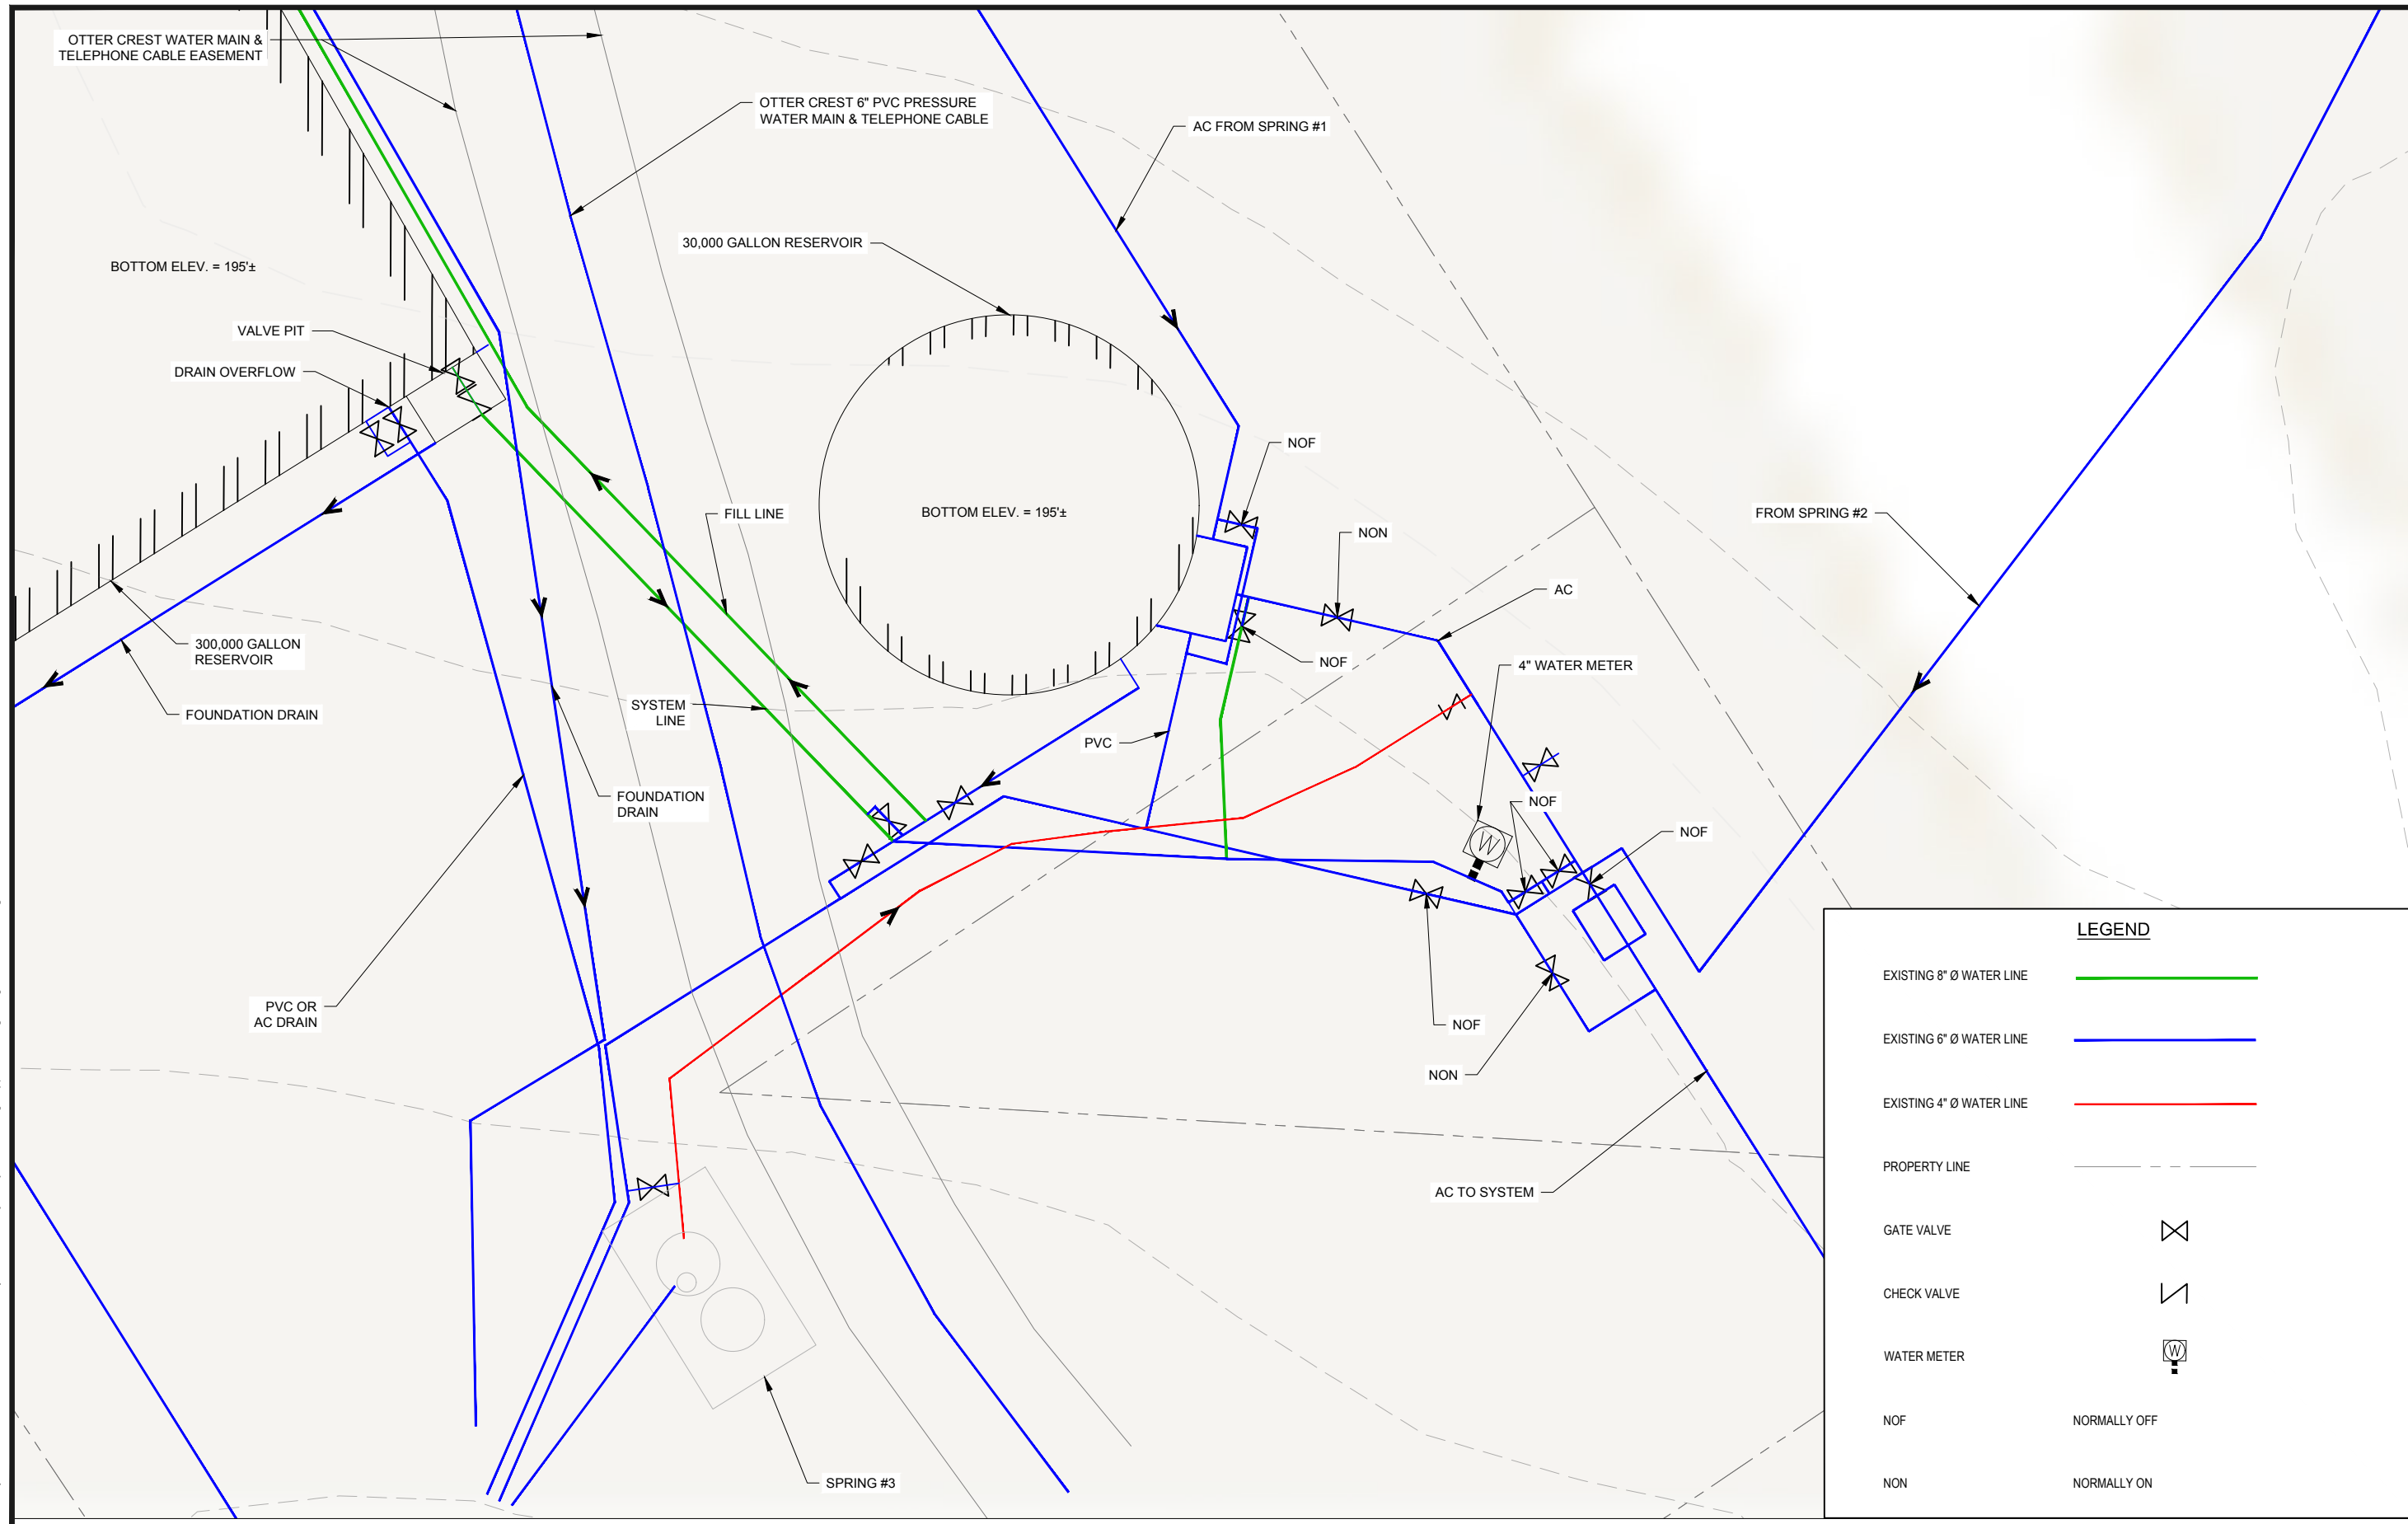 OTTER CREST WATER MAIN &
TELEPHONE CABLE EASEMENT
OTTER CREST 6" PVC PRESSURE
WATER MAIN & TELEPHONE CABLE
AC FROM SPRING #1
30,000 GALLON RESERVOIR
BOTTOM ELEV. = 195'±
VALVE PIT
DRAIN OVERFLOW
NOF
FILL LINE
BOTTOM ELEV. = 195'±
NON
FROM SPRING #2
AC
300,000 GALLON
RESERVOIR
NOF
4" WATER METER
FOUNDATION DRAIN
SYSTEM
LINE
PVC
FOUNDATION
DRAIN
NOF
NOF
W
PVC OR
AC DRAIN
NOF
NON
AC TO SYSTEM
SPRING #3
LEGEND
EXISTING 8" Ø WATER LINE
EXISTING 6" Ø WATER LINE
EXISTING 4" Ø WATER LINE
PROPERTY LINE
GATE VALVE
CHECK VALVE
WATER METER
W
NOF NORMALLY OFF
NON NORMALLY ON